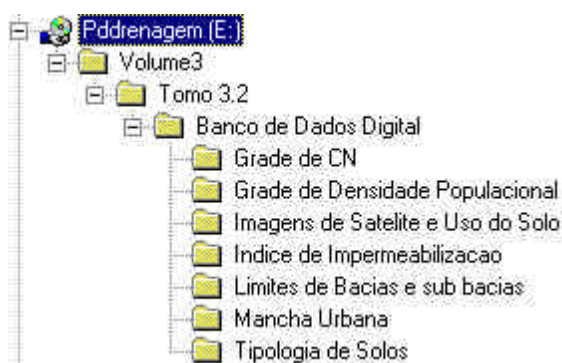 Pddrenagem (E:)
Volume3
Tomo 3.2
Banco de Dados Digital
Grade de CN
Grade de Densidade Populacional
Imagens de Satelite e Uso do Solo
Indice de Impermeabilizacao
Limites de Bacias e sub bacias
Mancha Urbana
Tipologia de Solos